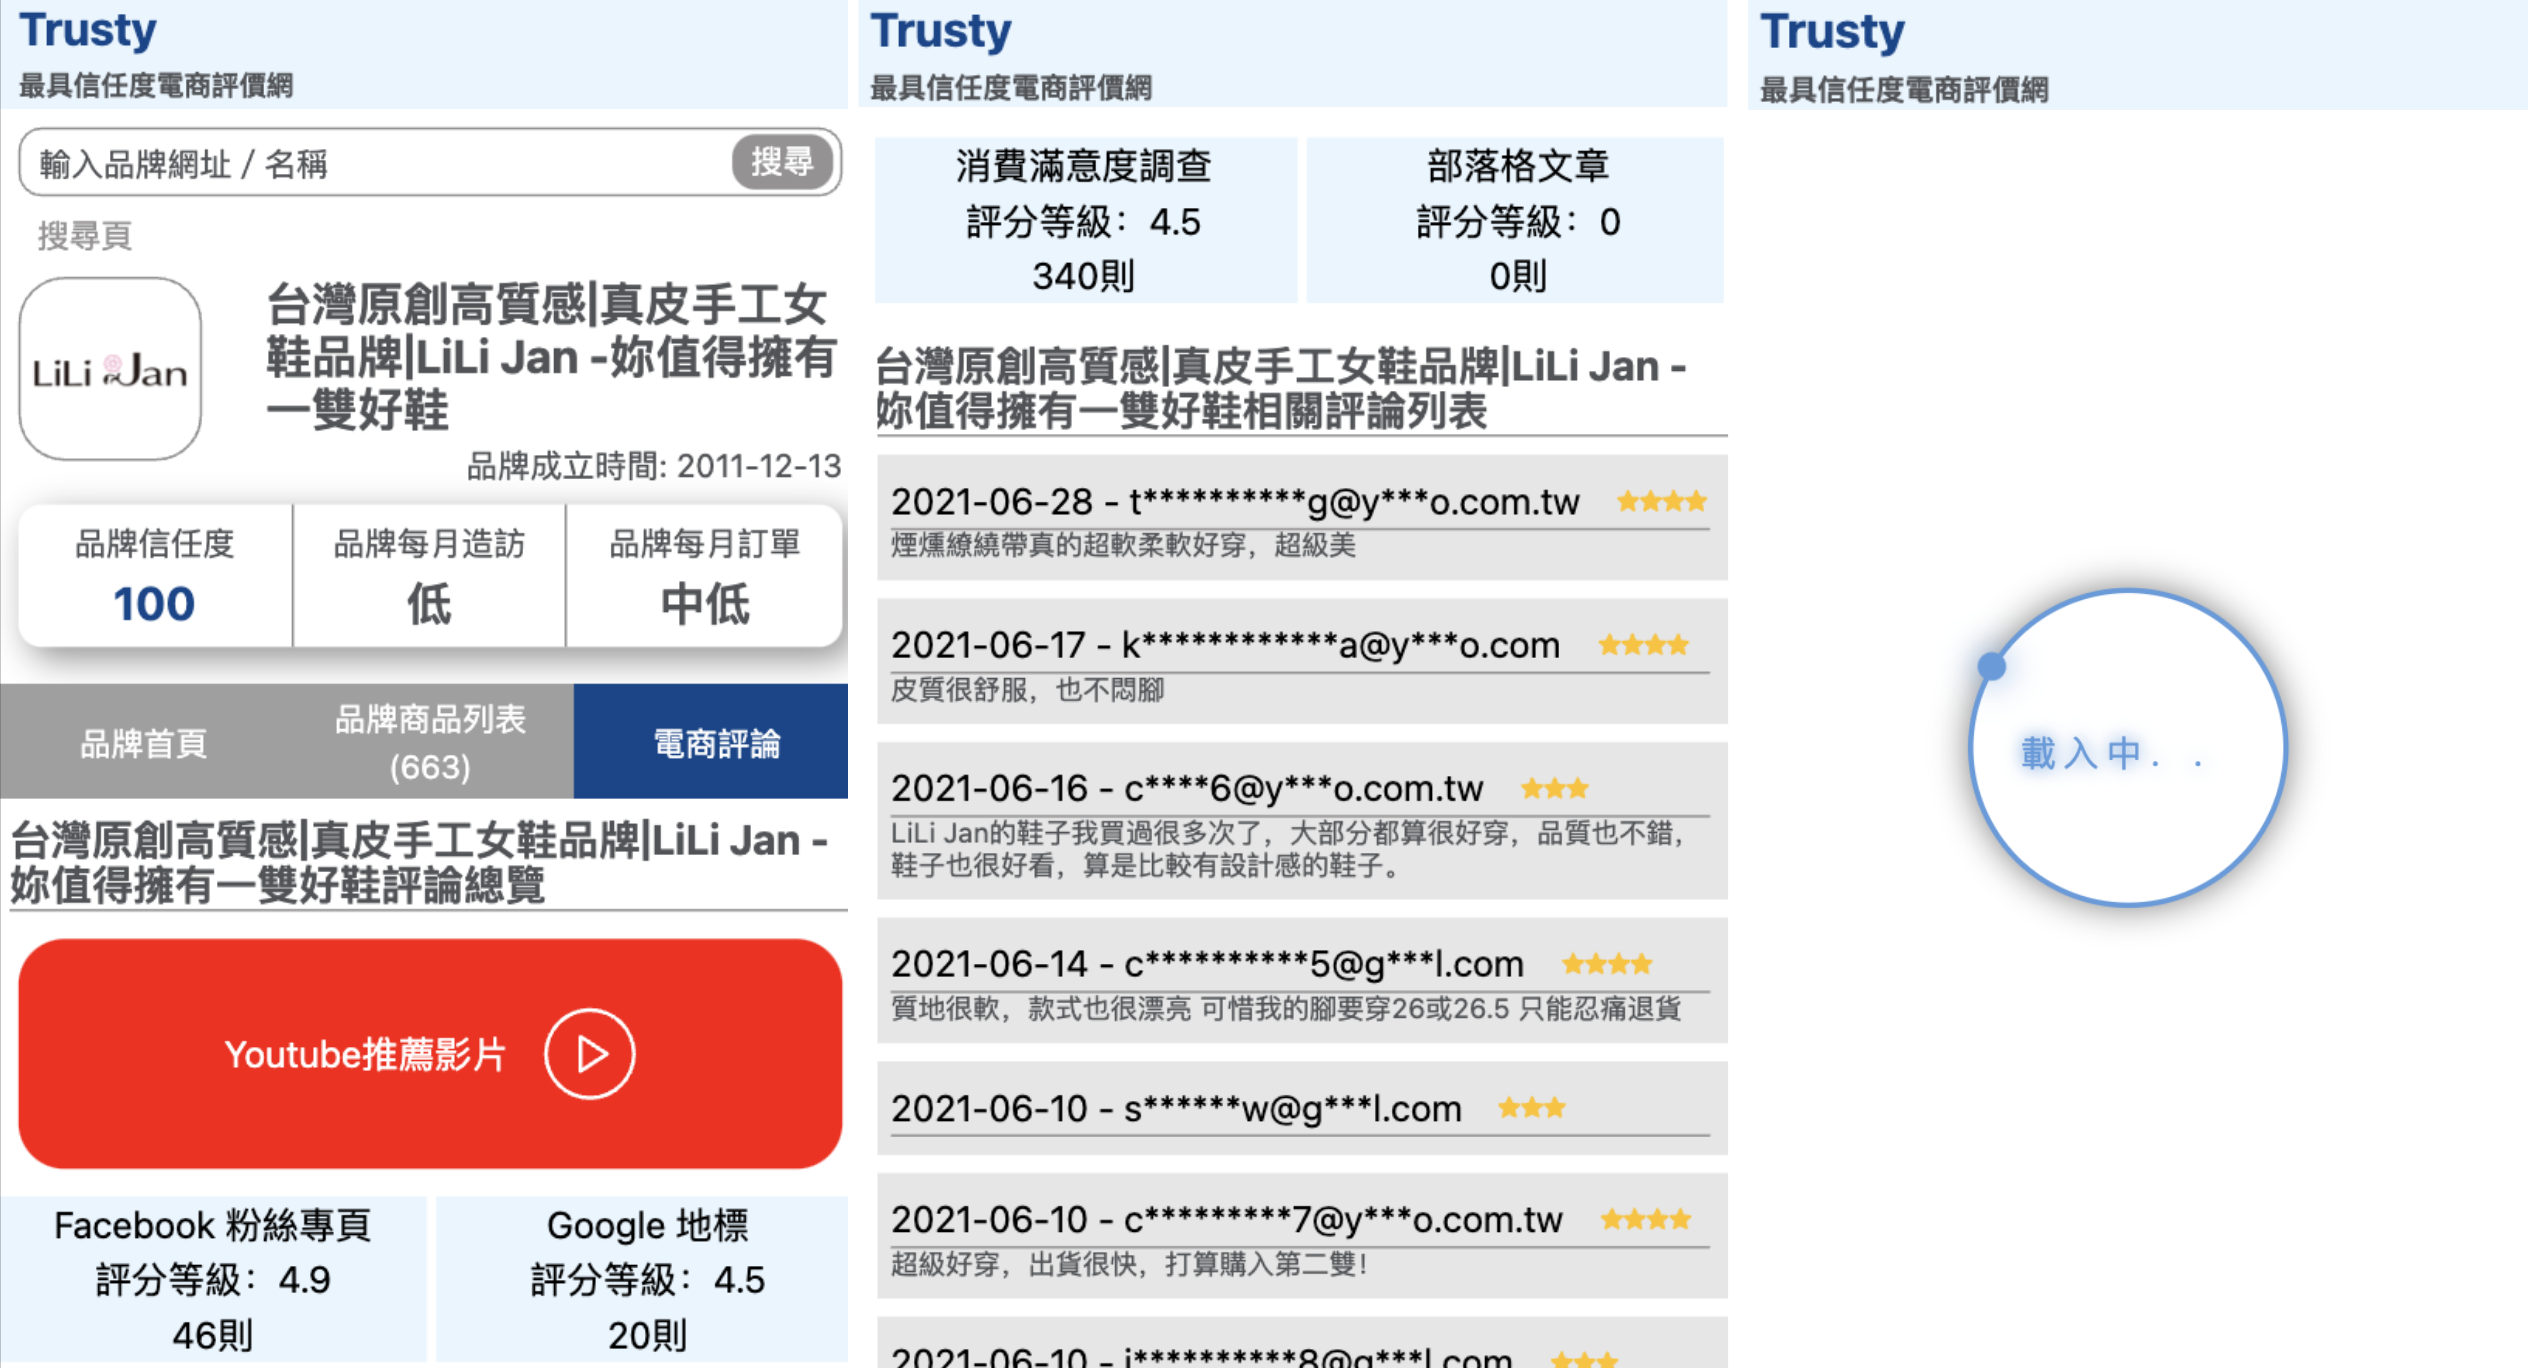 Trusty
最具信任度電商評價網
輸入品牌網址 / 名稱
搜尋
搜尋頁
LiLi Jan
台灣原創高質感|真皮手工女
鞋品牌|LiLi Jan -妳值得擁有
一雙好鞋
品牌成立時間: 2011-12-13
品牌信任度
100
品牌每月造訪
低
品牌每月訂單
中低
品牌首頁
品牌商品列表
(663)
電商評論
台灣原創高質感|真皮手工女鞋品牌|LiLi Jan -
妳值得擁有一雙好鞋評論總覽
Youtube推薦影片
Facebook 粉絲專頁
評分等級：4.9
46則
Google 地標
評分等級：4.5
20則
Trusty
最具信任度電商評價網
消費滿意度調查
評分等級：4.5
340則
部落格文章
評分等級：0
0則
台灣原創高質感|真皮手工女鞋品牌|LiLi Jan -
妳值得擁有一雙好鞋相關評論列表
2021-06-28 - t**********g@y***o.com.tw
煙燻繚繞帶真的超軟柔軟好穿，超級美
2021-06-17 - k************a@y***o.com
皮質很舒服，也不悶腳
2021-06-16 - c****6@y***o.com.tw
LiLi Jan的鞋子我買過很多次了，大部分都算很好穿，品質也不錯，
鞋子也很好看，算是比較有設計感的鞋子。
2021-06-14 - c**********5@g***l.com
質地很軟，款式也很漂亮 可惜我的腳要穿26或26.5 只能忍痛退貨
2021-06-10 - s******w@g***l.com
2021-06-10 - c*********7@y***o.com.tw
超級好穿，出貨很快，打算購入第二雙！
2021-06-10 - i**********8@g***l.com
Trusty
最具信任度電商評價網
載入中. .